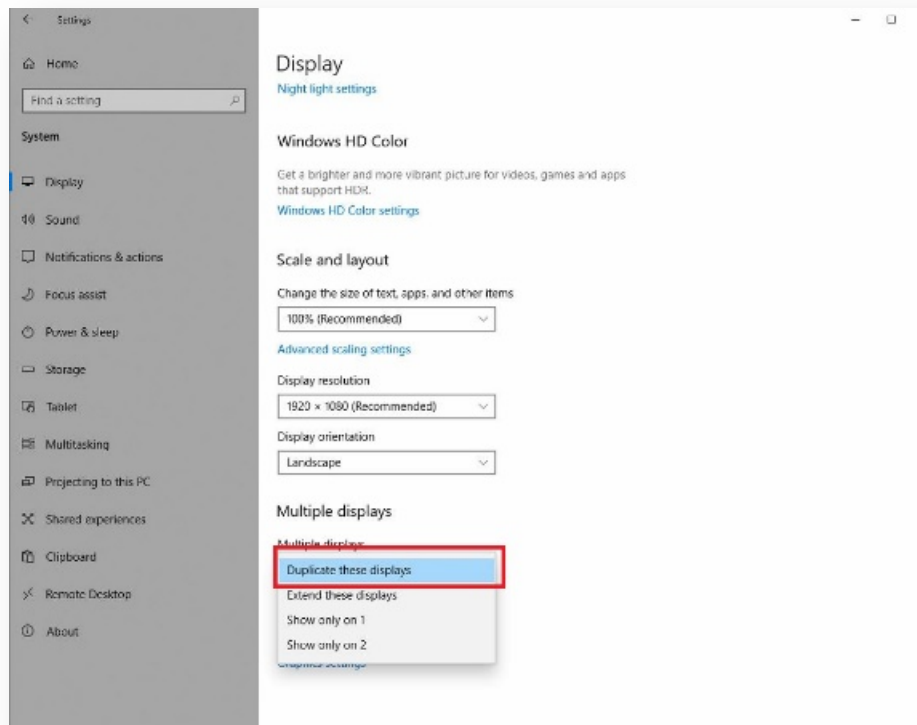 Settings
Home
Find a setting
System
Display
Sound
Notifications & actions
Focus assist
Power & sleep
Storage
Tablet
Multitasking
Projecting to this PC
Shared experiences
Clipboard
Remote Desktop
About
Display
Night light settings
Windows HD Color
Get a brighter and more vibrant picture for videos, games and apps
that support HDR.
Windows HD Color settings
Scale and layout
Change the size of text, apps, and other items
100% (Recommended)
Advanced scaling settings
Display resolution
1920 × 1080 (Recommended)
Display orientation
Landscape
Multiple displays
Multiple displays
Duplicate these displays
Extend these displays
Show only on 1
Show only on 2
Graphics settings